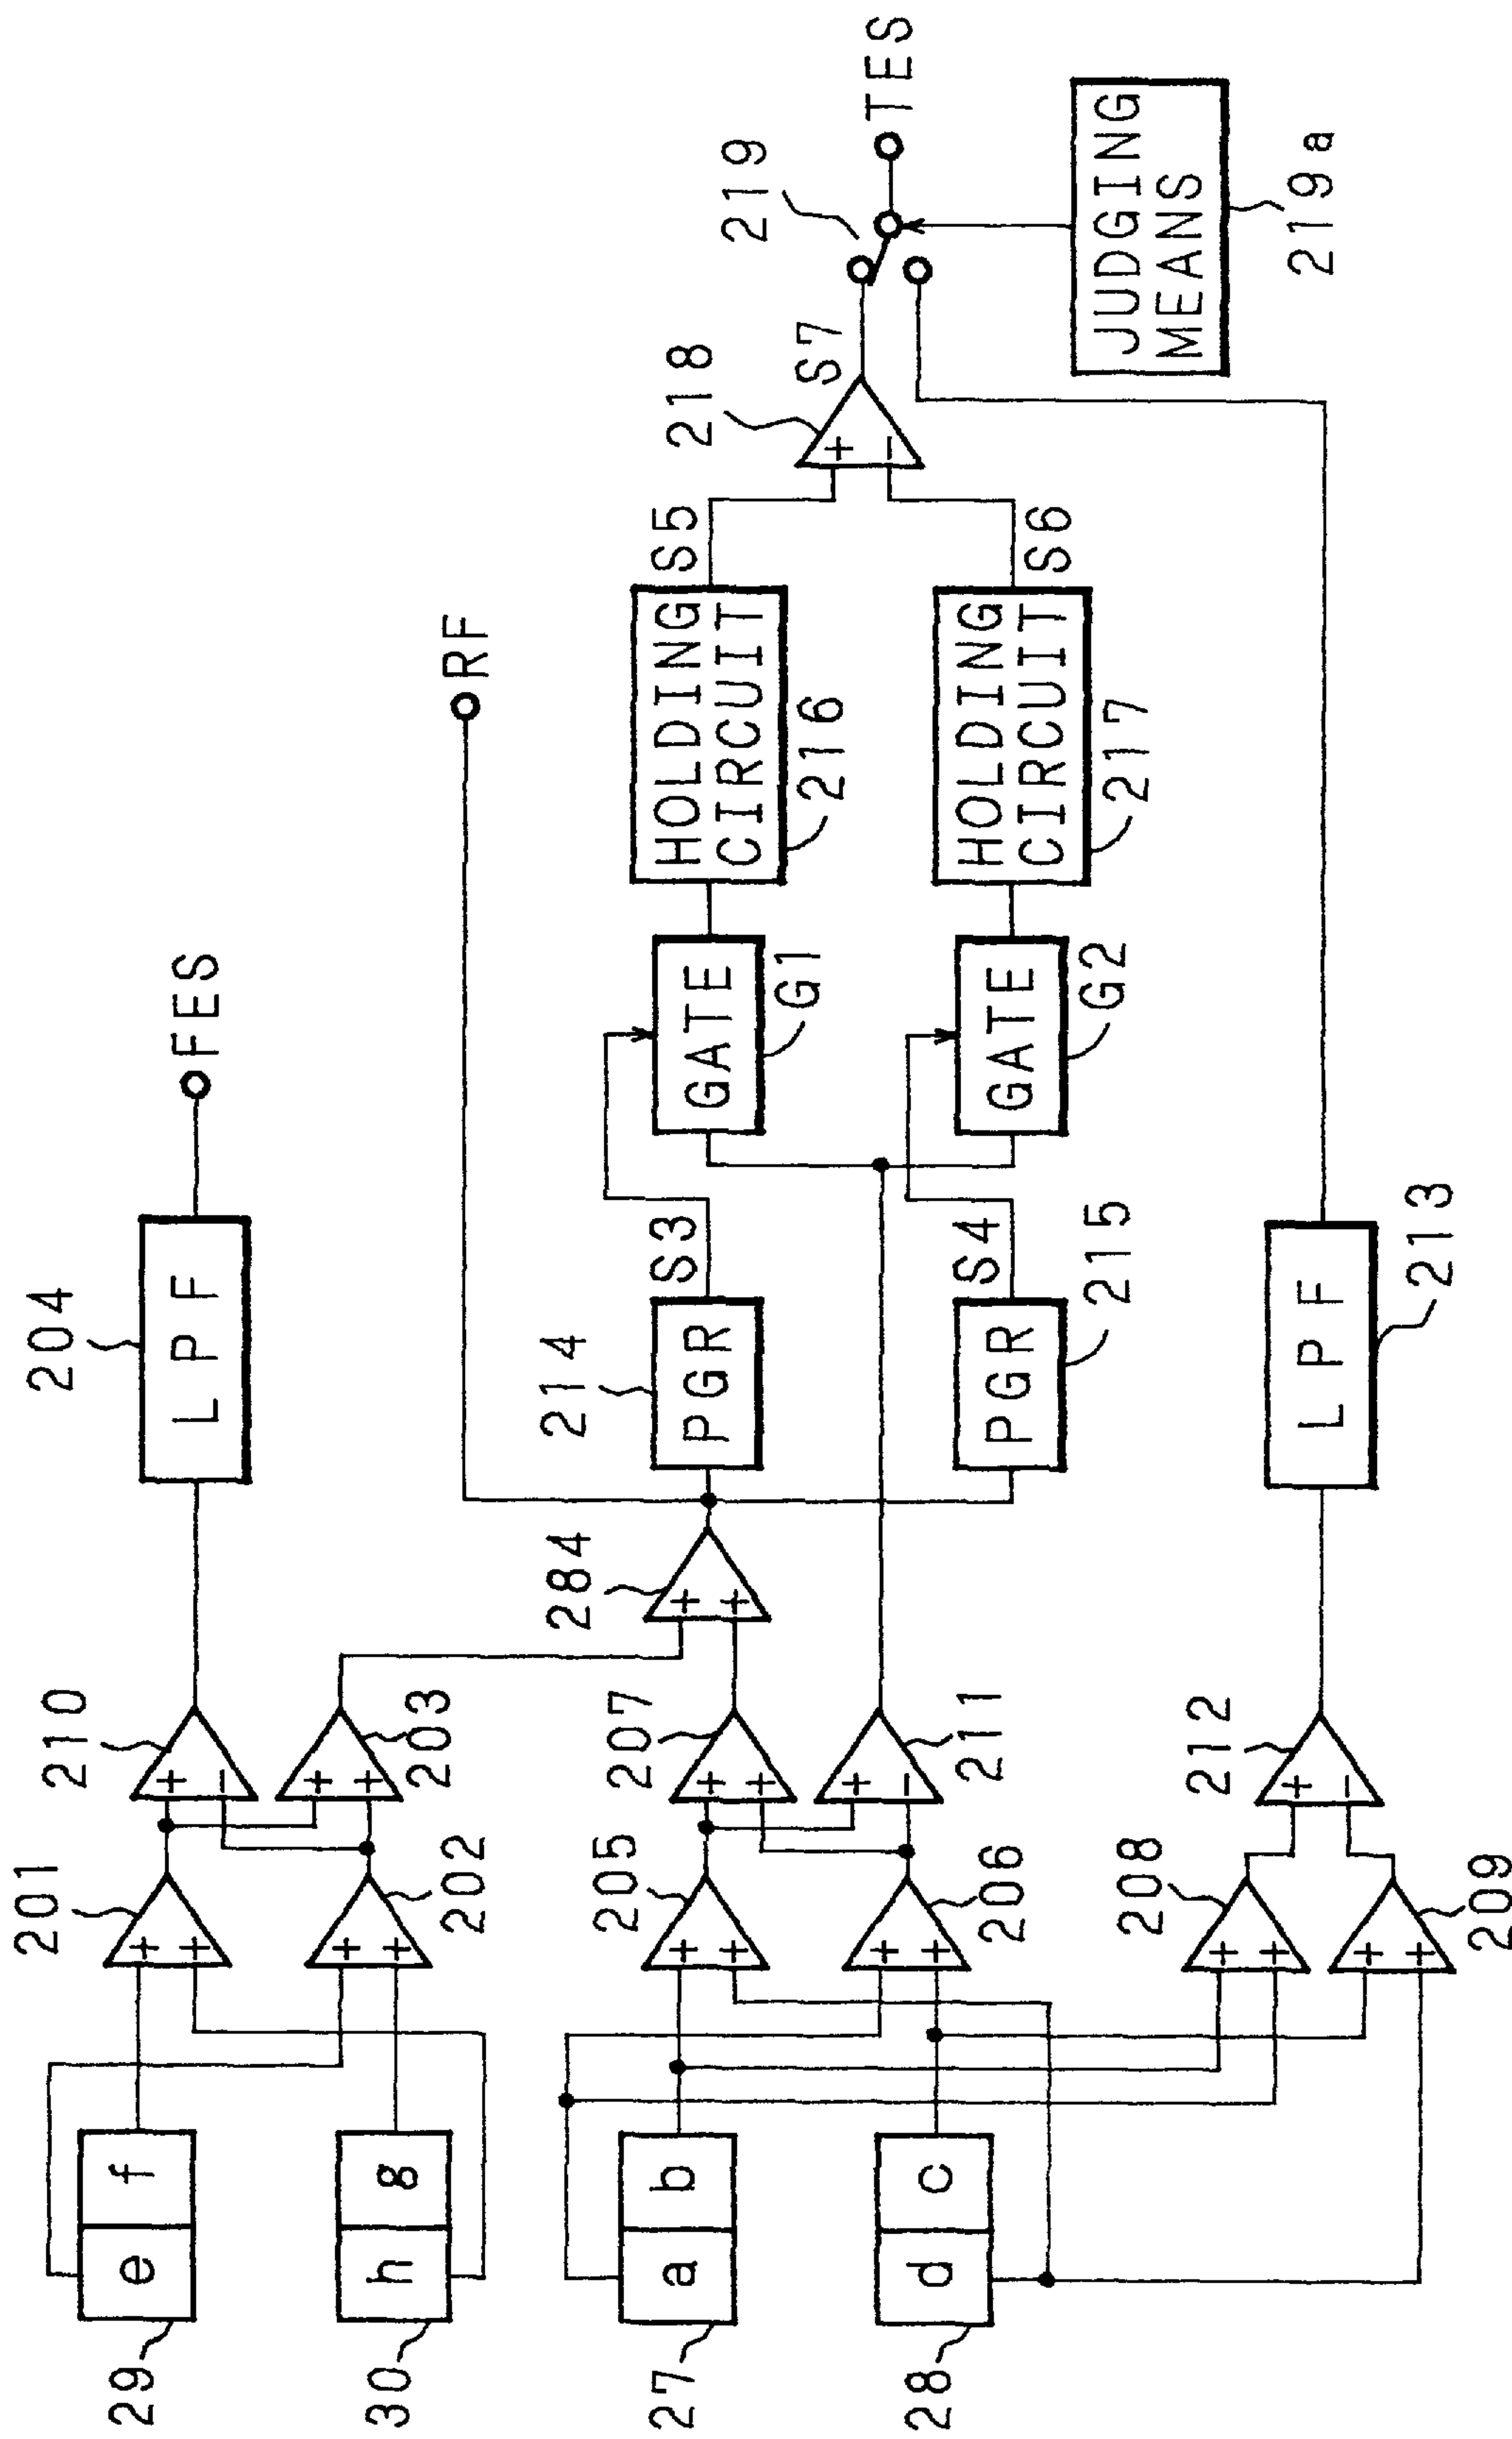 29
e f
30
h g
27
a b
28
d c
201
+
+
202
+
+
210
+
−
203
+
+
204
LPF
FES
205
+
+
206
+
+
207
+
+
211
+
−
284
+
+
RF
214
PGR
S3
PGR
215
S4
GATE
G1
GATE
G2
HOLDING
CIRCUIT
216
S5
HOLDING
CIRCUIT
217
S6
218
+
−
S7
219
TES
JUDGING
MEANS
219a
208
+
+
209
+
+
212
+
−
LPF
213